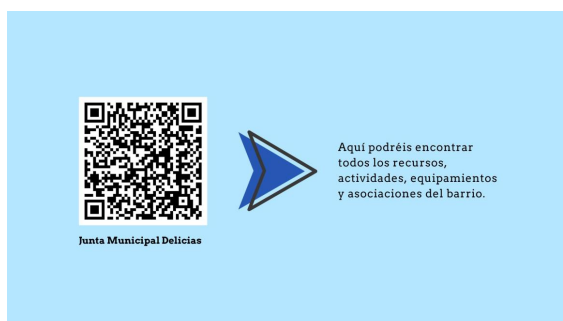 Aquí podréis encontrar
todos los recursos,
actividades, equipamientos
y asociaciones del barrio.
Junta Municipal Delicias